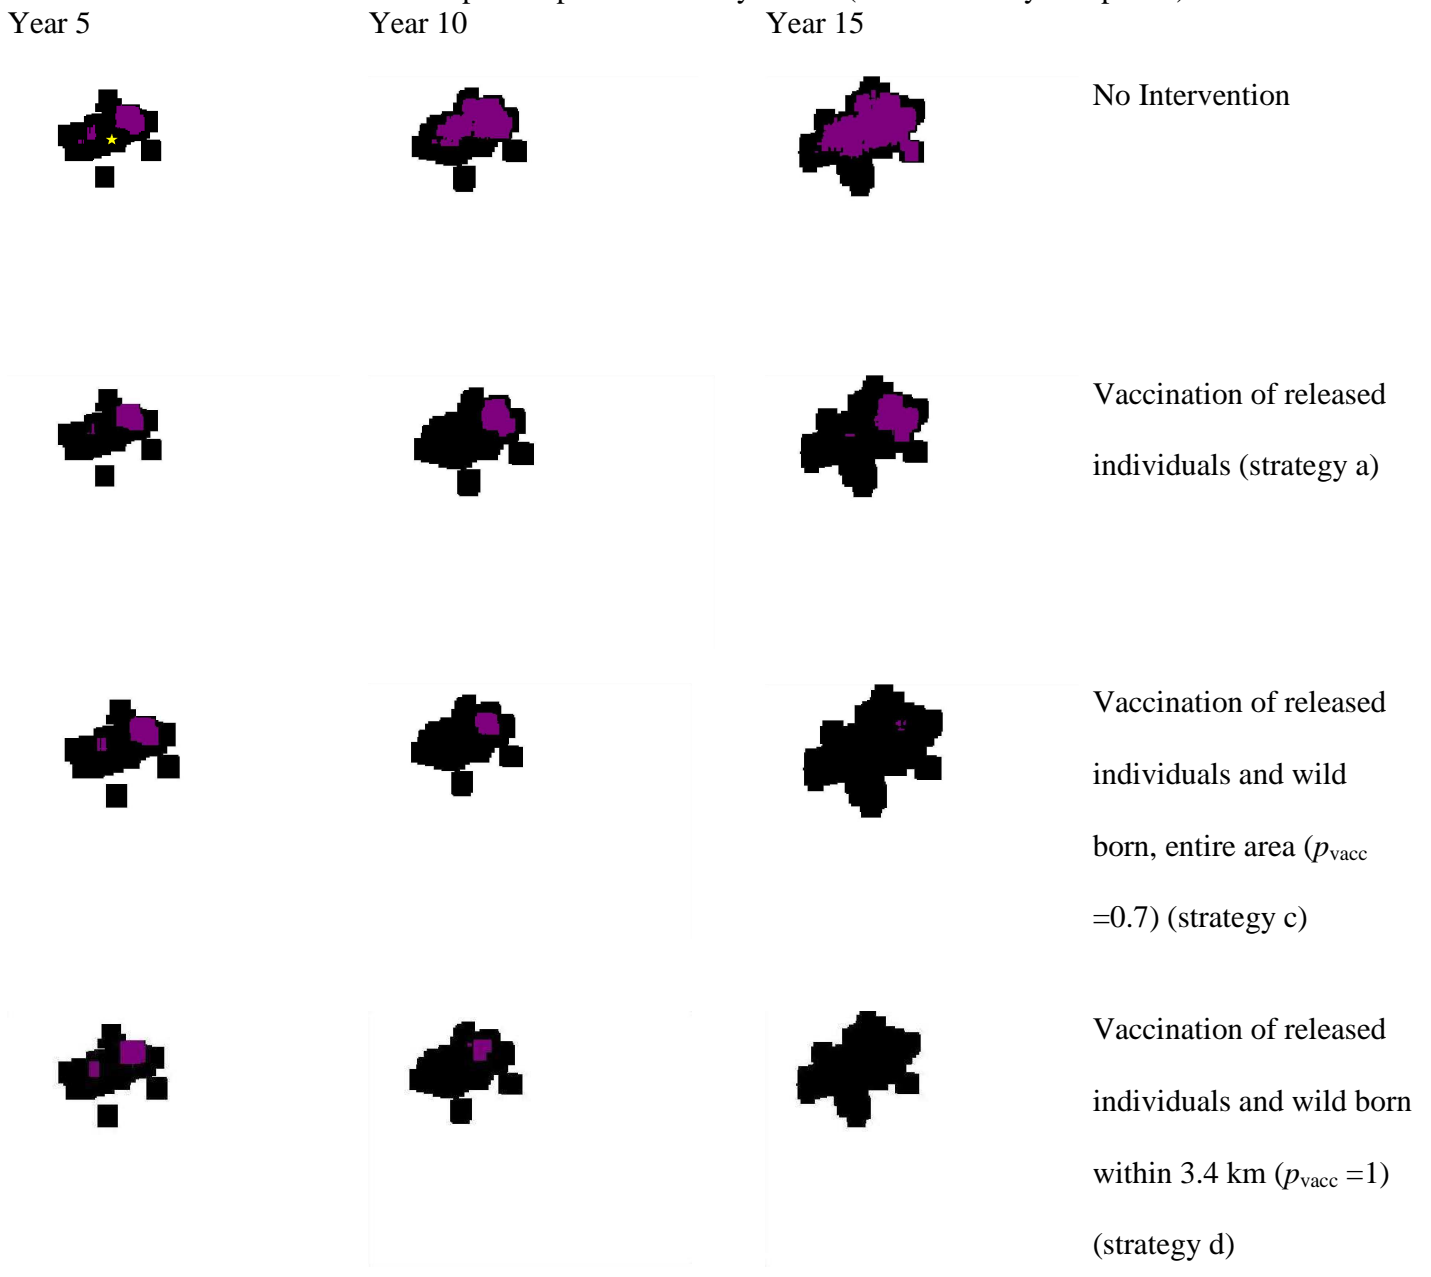 Year 5 Year 10 Year 15
No Intervention
Vaccination of released
individuals (strategy a)
Vaccination of released
individuals and wild
born, entire area (pvacc
=0.7) (strategy c)
Vaccination of released
individuals and wild born
within 3.4 km (pvacc =1)
(strategy d)